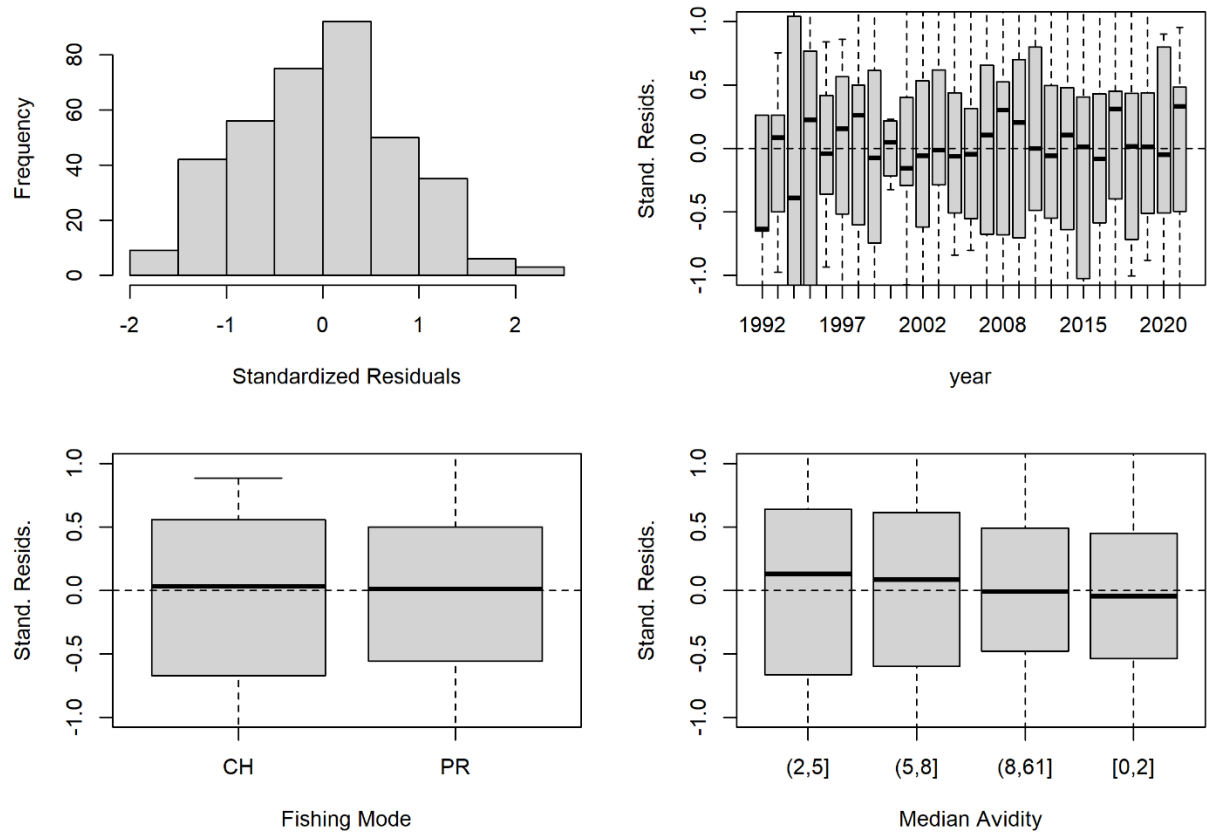 80
60
40
20
0
Frequency
-2 -1 0 1 2
Standardized Residuals
1.0
0.5
0.0
-0.5
-1.0
Stand. Resids.
1992 1997 2002 2008 2015 2020
year
1.0
0.5
0.0
-0.5
-1.0
Stand. Resids.
CH PR
Fishing Mode
1.0
0.5
0.0
-0.5
-1.0
Stand. Resids.
(2,5] (5,8] (8,61] [0,2]
Median Avidity